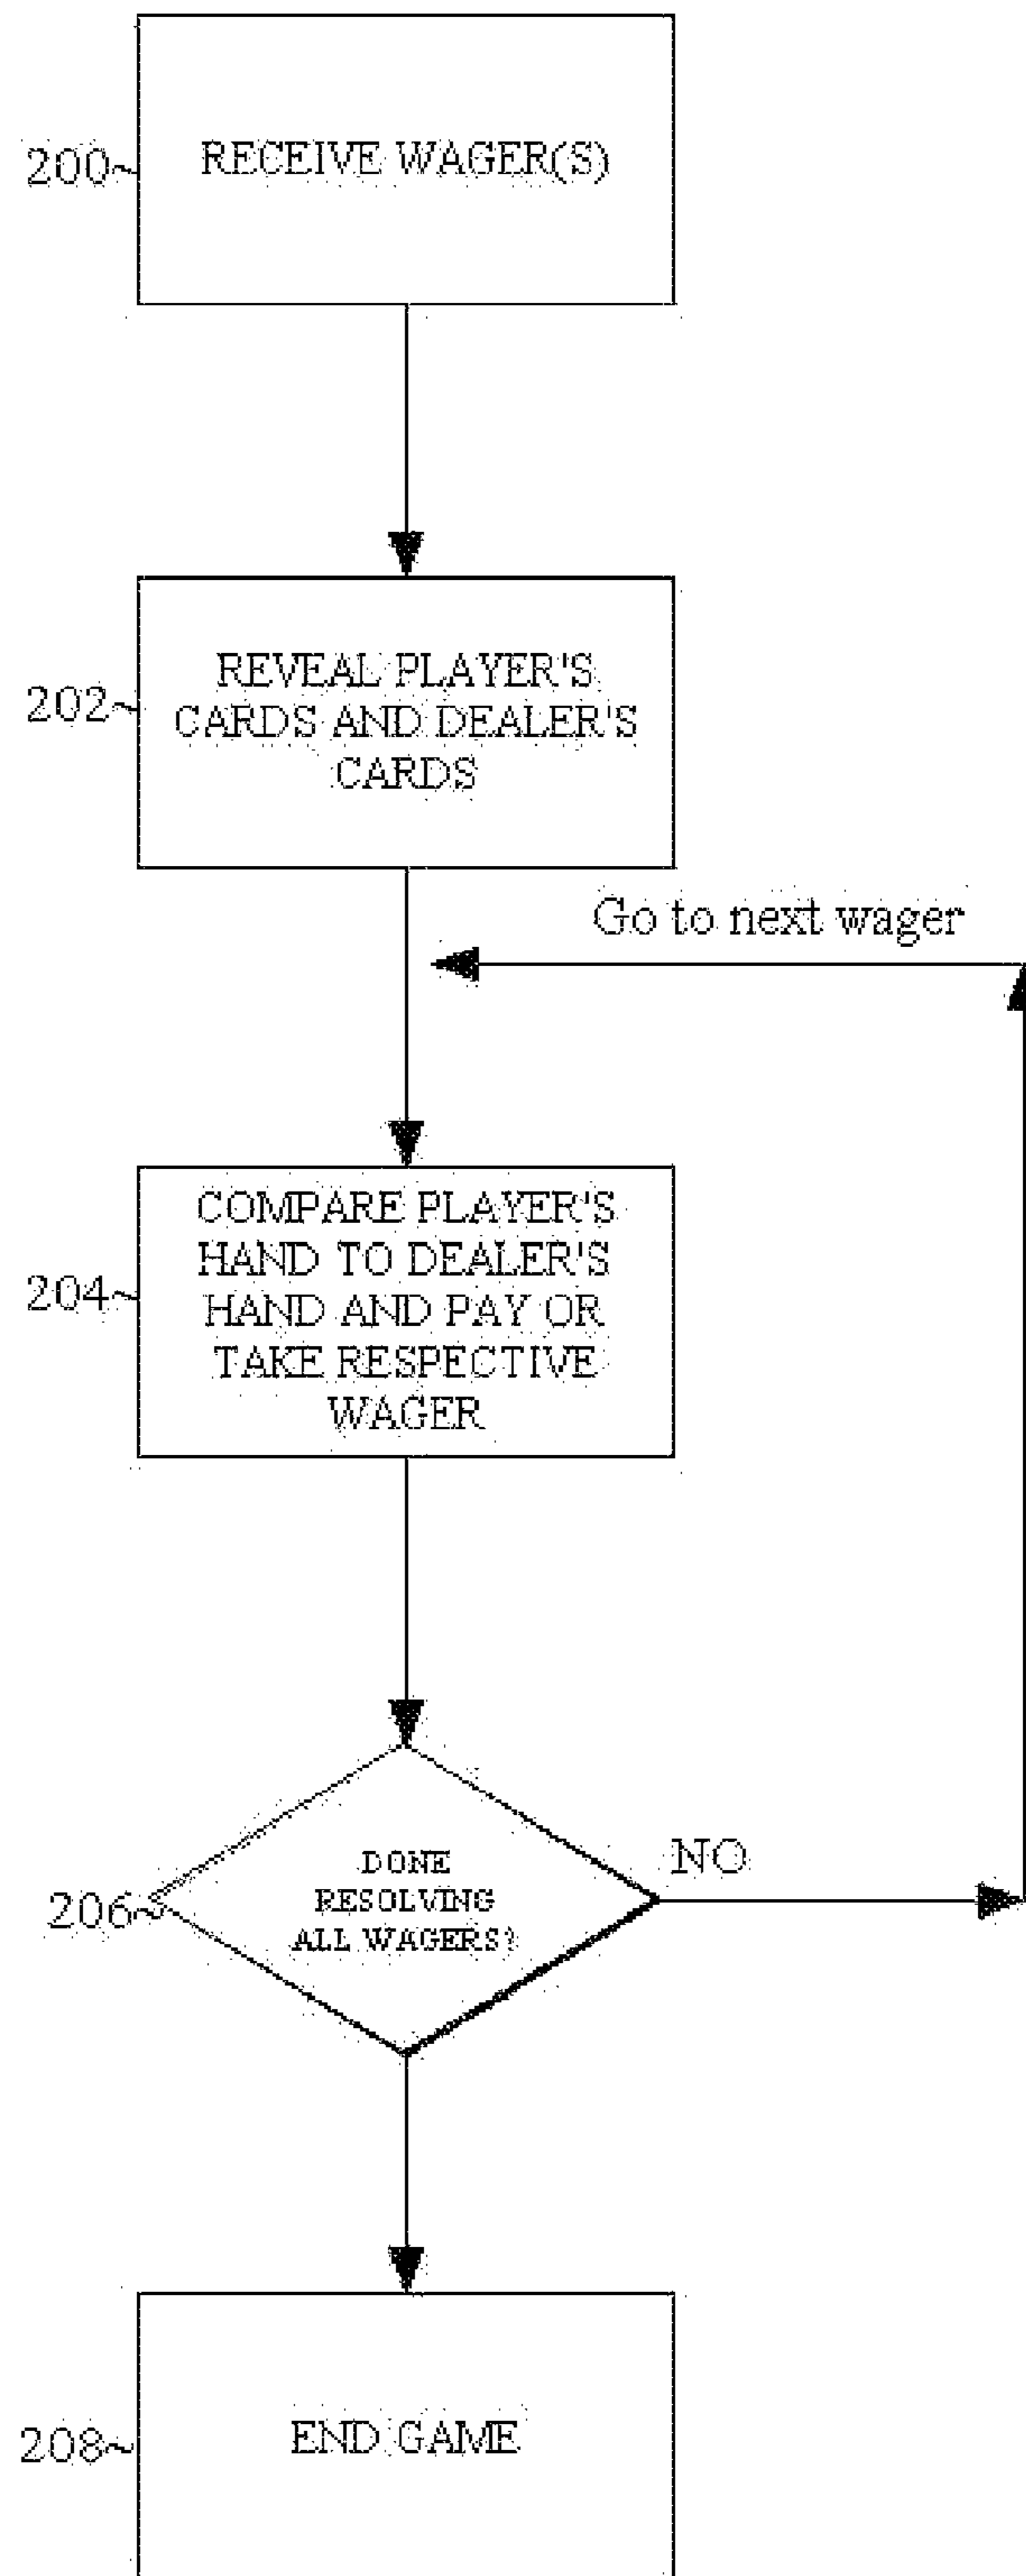 200~
RECEIVE WAGER(S)
202~
REVEAL PLAYER'S
CARDS AND DEALER'S
CARDS
Go to next wager
204~
COMPARE PLAYER'S
HAND TO DEALER'S
HAND AND PAY OR
TAKE RESPECTIVE
WAGER
206~
DONE
RESOLVING
ALL WAGERS?
NO
208~
END GAME